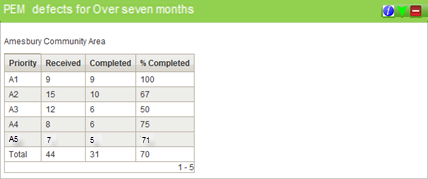 PEM defects for Over seven months
Amesbury Community Area
Priority Received Completed % Completed
A1 9 9 100
A2 15 10 67
A3 12 6 50
A4 8 6 75
A5 7 5 71
Total 44 31 70
1 - 5